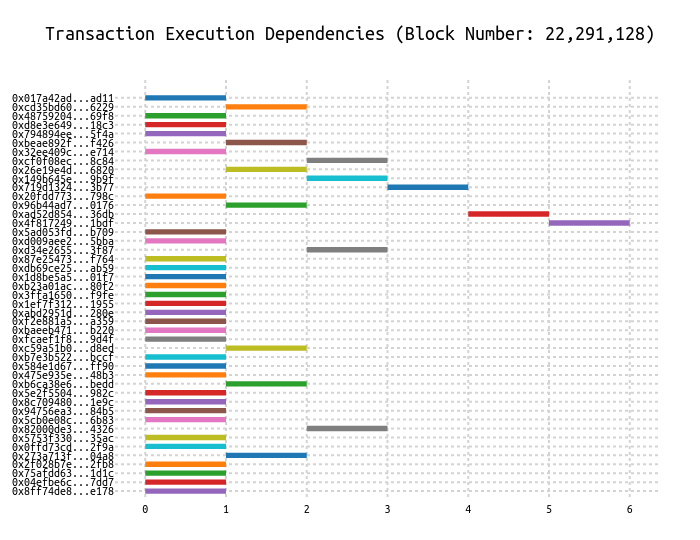 Transaction Execution Dependencies (Block Number: 22,291,128)
0x017a42ad...ad11
0xcd35bd60...6229
0x48759204...69f8
0xd8e3e649...18c3
0x794894ee...5f4a
0xbeae892f...f426
0x32ee409c...e714
0xcf0f08ec...8c84
0x26e19e4d...6820
0x149b645e...9b9f
0x719d1324...3b77
0x20fdd773...798c
0x96b44ad7...0176
0xad52d854...36db
0x4f817249...1bdf
0x5ad053fd...b709
0xd009aee2...5bba
0xd34e2655...3f87
0x87e25473...f764
0xdb69ce25...ab59
0x1d8be5a5...01f7
0xb23a01ac...80f2
0x3ffa1650...f9fe
0x1ef7f312...1955
0xabd2951d...280e
0xf2e881a5...a359
0xbaeeb471...b220
0xfcaef1f8...9d4f
0xc59a51b0...d8ed
0xb7e3b522...bccf
0x584e1d67...ff90
0x475e935e...48b3
0xb6ca38e6...bedd
0x5e2f5504...982c
0x8c709480...1e9c
0x94756ea3...84b5
0x5cb0e08c...6b83
0x82000de3...4326
0x5753f330...35ac
0x0ffd73cd...2f9a
0x273a713f...04a8
0x2f028b7e...2fb8
0x75afdd63...1d1c
0x04efbe6c...7dd7
0x8ff74de8...e178
0 1 2 3 4 5 6